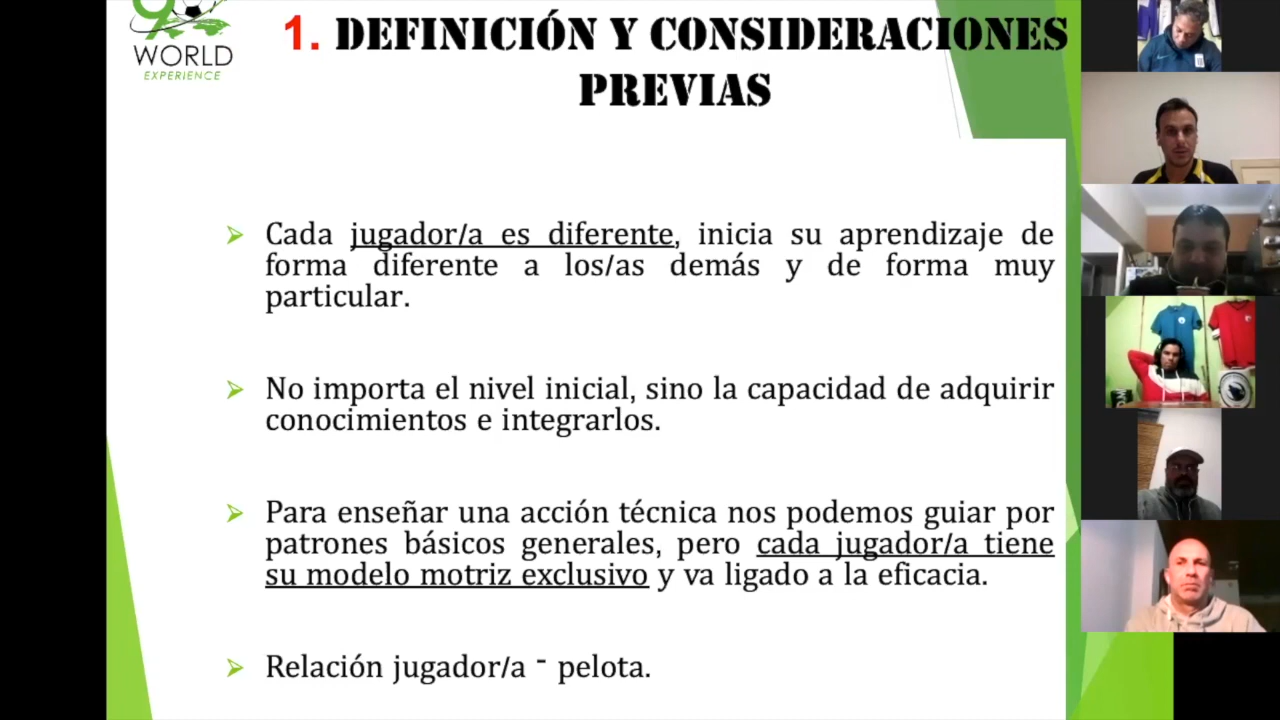 WORLD
EXPERIENCE
1. DEFINICIÓN Y CONSIDERACIONES
PREVIAS
Cada jugador/a es diferente, inicia su aprendizaje de
forma diferente a los/as demás y de forma muy
particular.
No importa el nivel inicial, sino la capacidad de adquirir
conocimientos e integrarlos.
Para enseñar una acción técnica nos podemos guiar por
patrones básicos generales, pero cada jugador/a tiene
su modelo motriz exclusivo y va ligado a la eficacia.
Relación jugador/a - pelota.